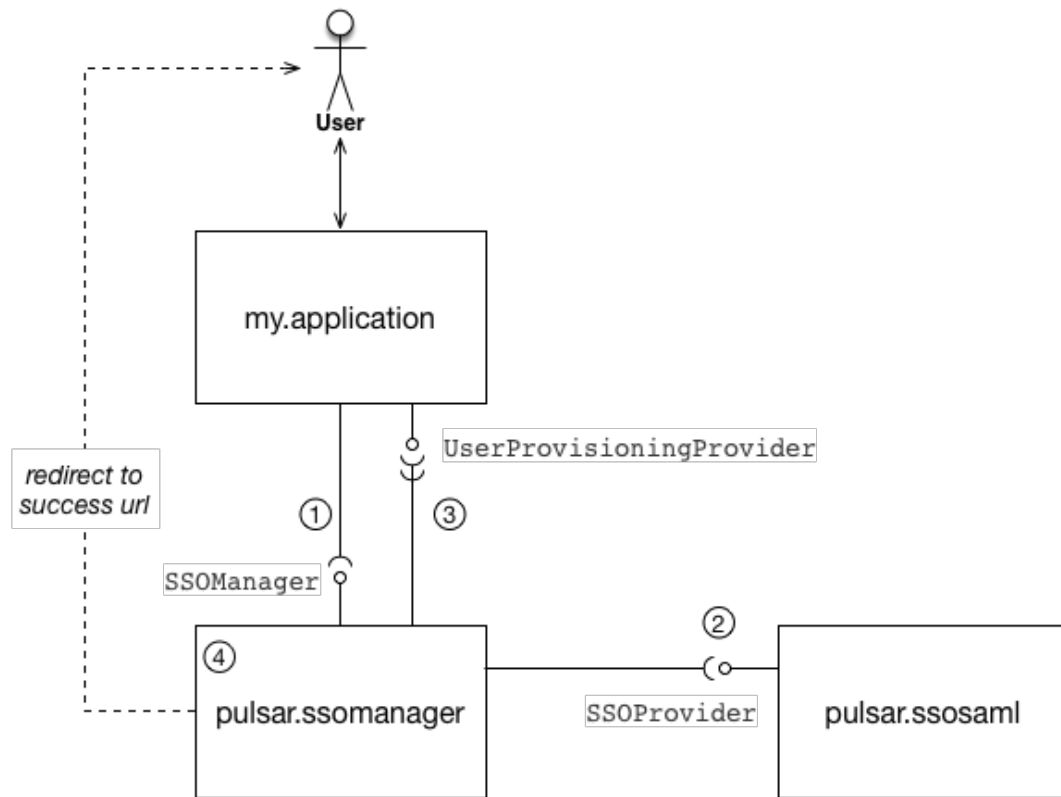 User
my.application
UserProvisioningProvider
redirect to
success url
① ③
SSOManager
②
④
pulsar.ssomanager
SSOProvider
pulsar.ssosaml